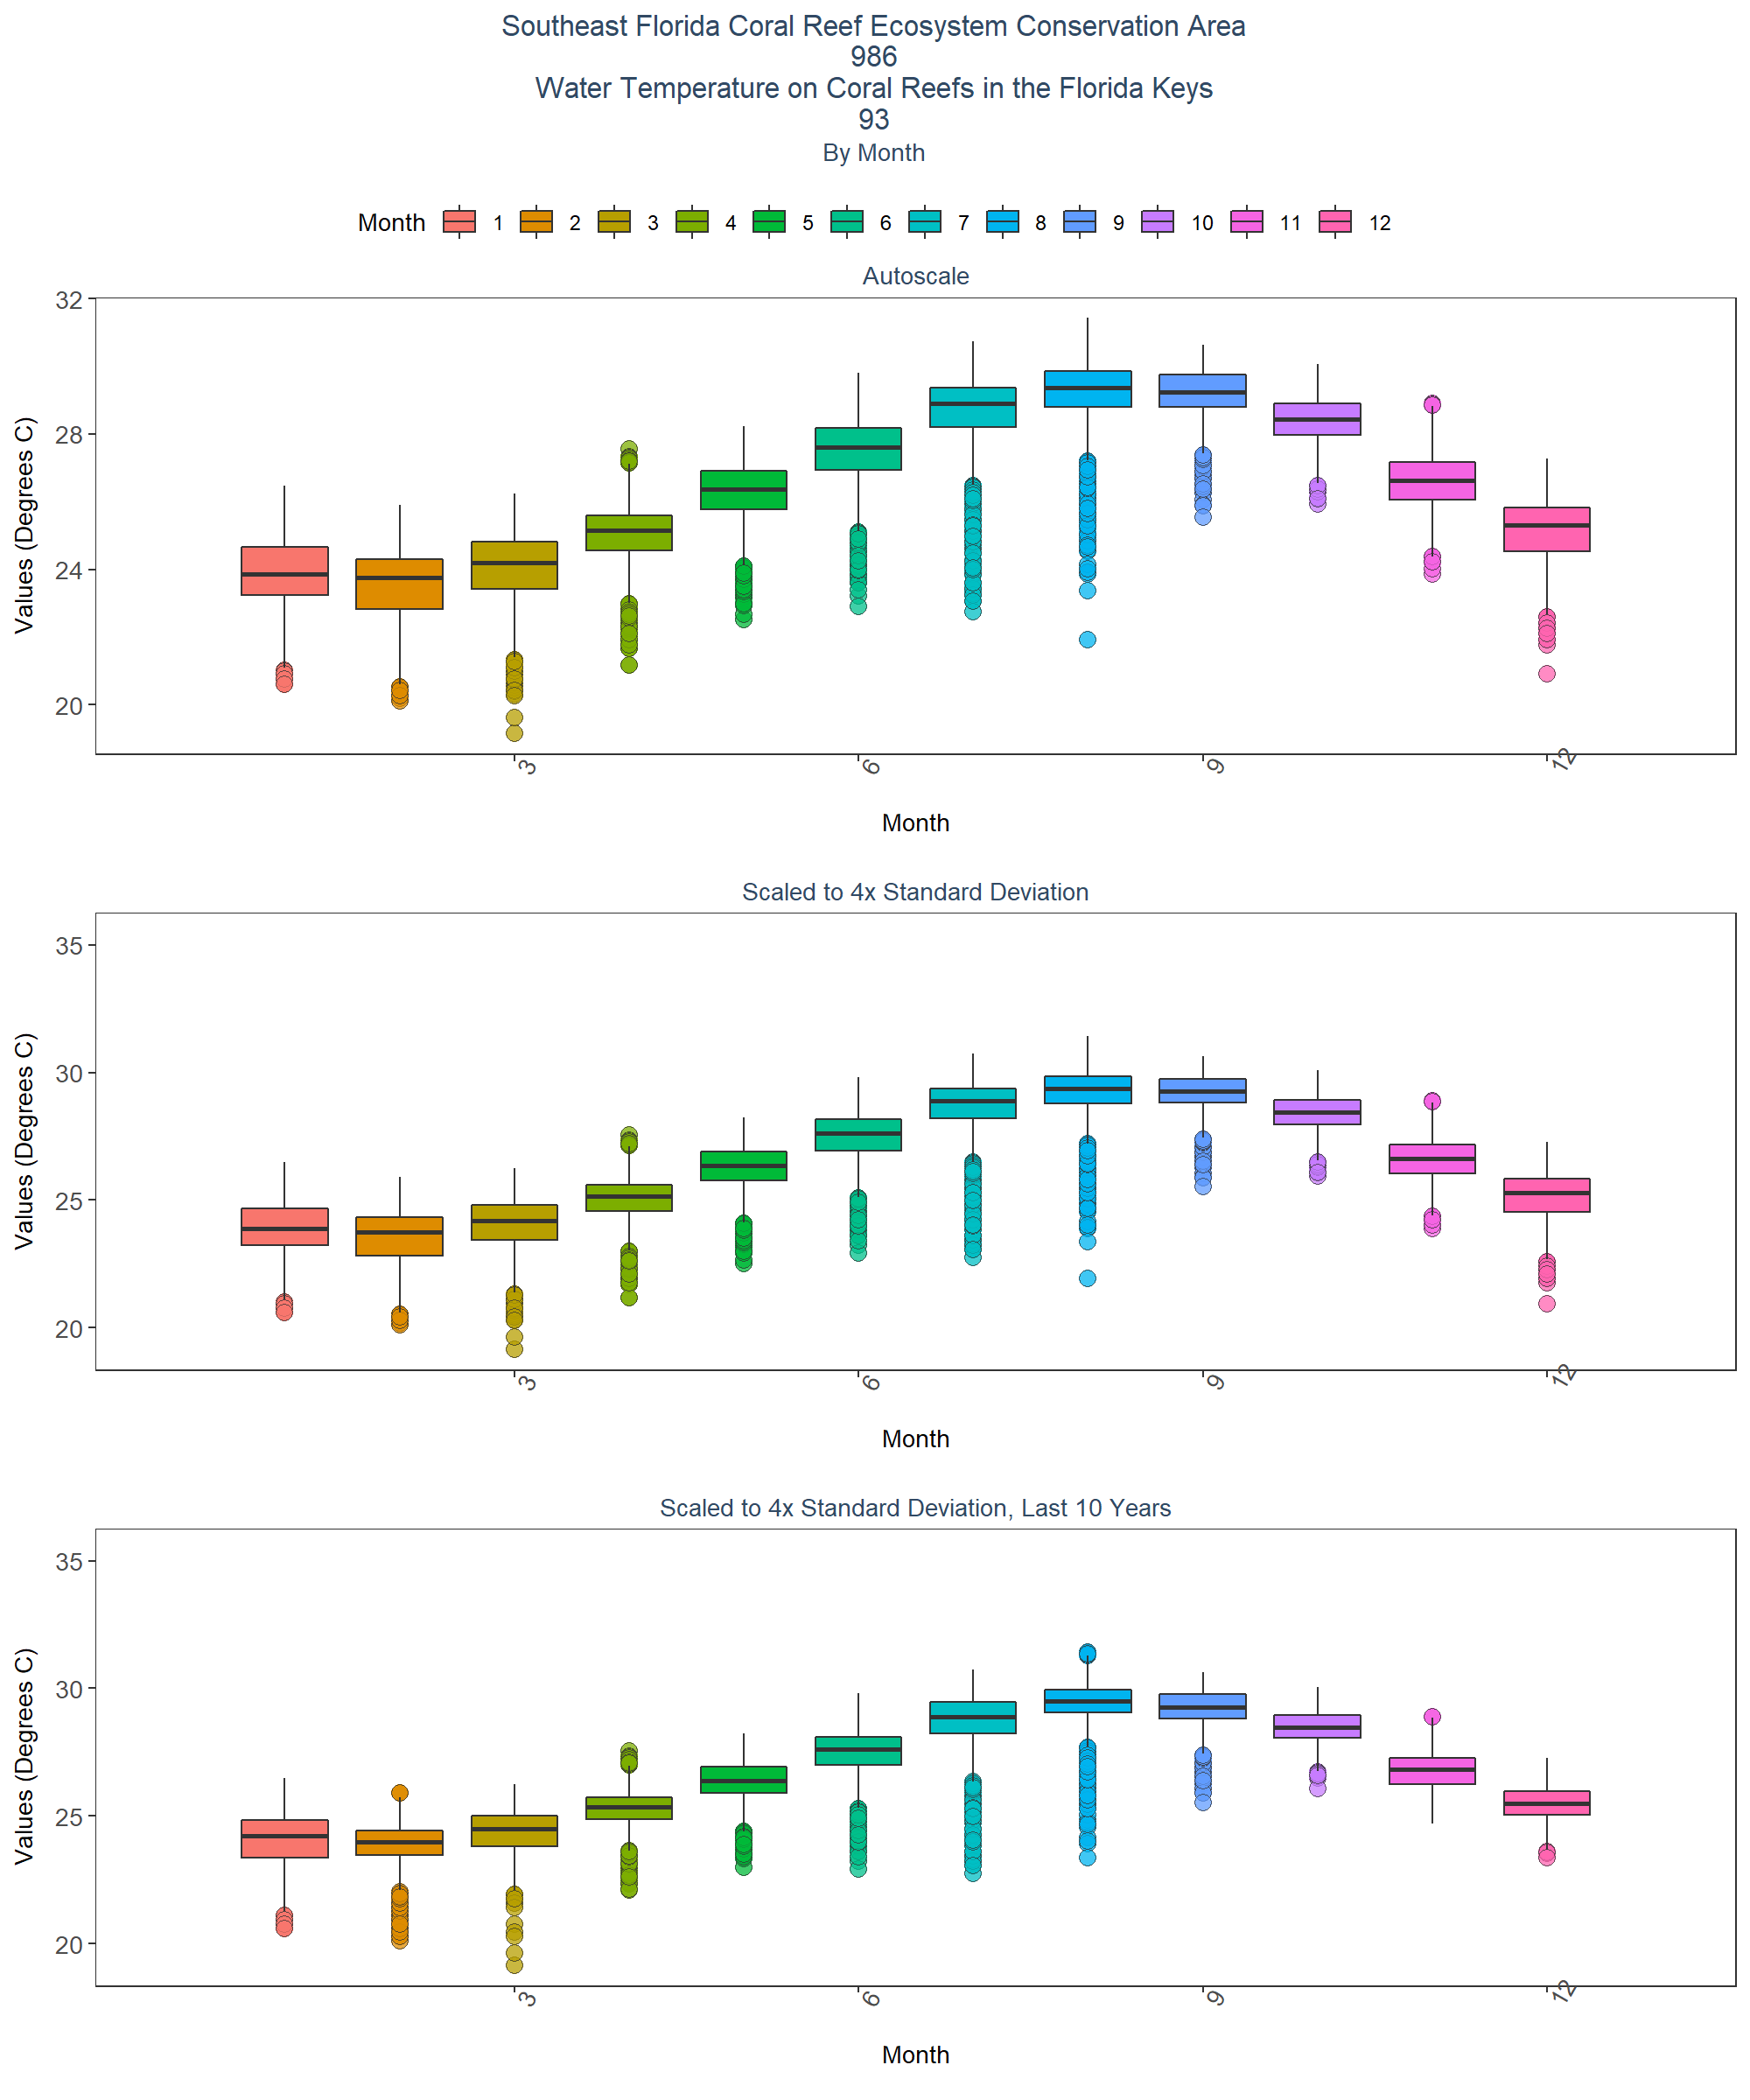 Southeast Florida Coral Reef Ecosystem Conservation Area
986
Water Temperature on Coral Reefs in the Florida Keys
93
By Month
Month 1 2 3 4 5 6 7 8 9 10 11 12
Autoscale
Values (Degrees C)
32
28
24
20
3 6 9 12
Month
Scaled to 4x Standard Deviation
Values (Degrees C)
35
30
25
20
3 6 9 12
Month
Scaled to 4x Standard Deviation, Last 10 Years
Values (Degrees C)
35
30
25
20
3 6 9 12
Month